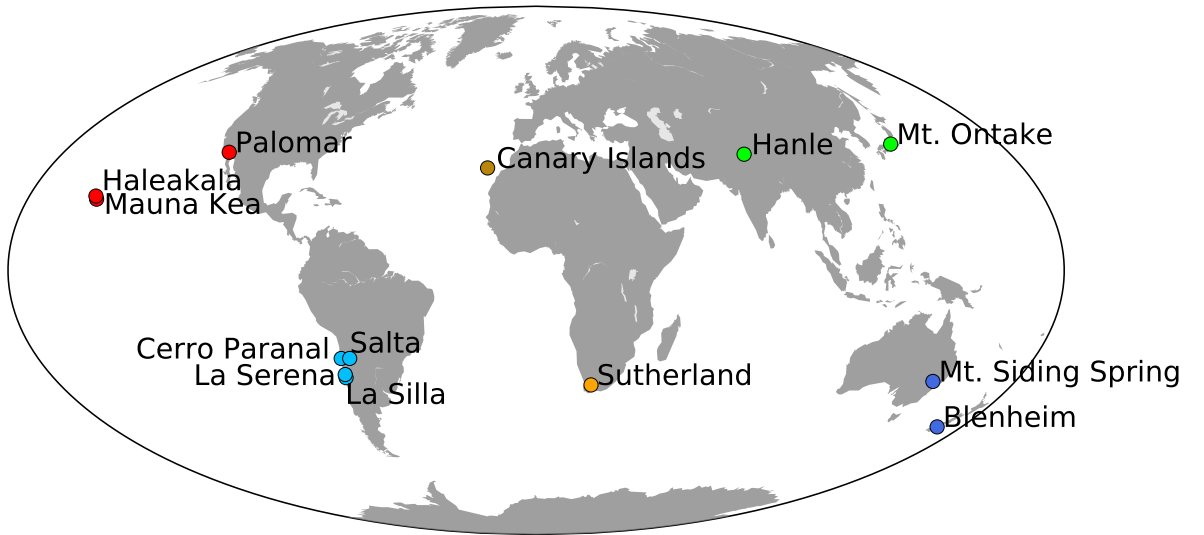 Palomar
Mt. Ontake
Hanle
Canary Islands
Haleakala
Mauna Kea
Salta
Cerro Paranal
La Serena
La Silla
Sutherland
Mt. Siding Spring
Blenheim